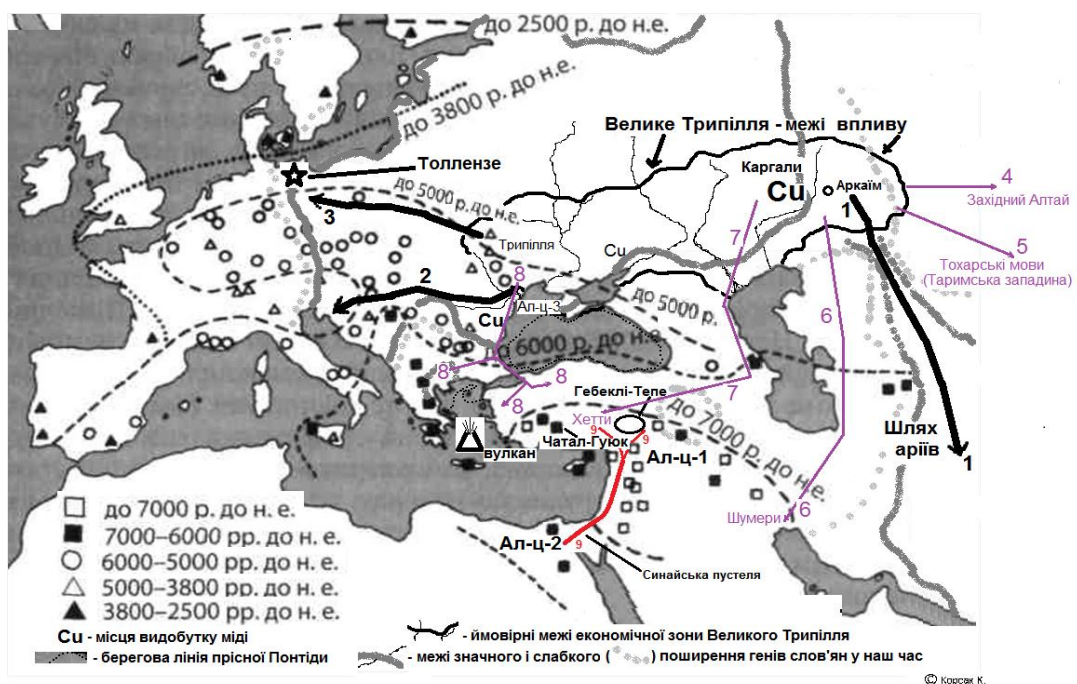 до 2500 р. до н.е.
до 3800 р. до н.е.
Велике Трипілля - межі впливу
Толлензе
Каргали
Cu
Аркаїм
1
4
Західний Алтай
до 5000 р. до н.е.
3
Трипілля
7
5
Тохарські мови
(Таримська западина)
Cu
8
2
Ал-ц-3
Cu
до 5000 р.
6
6000 р. до н.е.
8
8
8
Гебеклі-Тепе
7
Хетти
до 7000 р. до н.е.
9
9
Чатал-Гуюк
вулкан
Ал-ц-1
Шлях
аріїв
1
6
Шумери
Ал-ц-2
9
Синайська пустеля
до 7000 р. до н. е.
7000–6000 рр. до н. е.
6000–5000 рр. до н. е.
5000–3800 рр. до н. е.
3800–2500 рр. до н. е.
Cu - місця видобутку міді
- берегова лінія прісної Понтіди
- ймовірні межі економічної зони Великого Трипілля
- межі значного і слабкого ( ) поширення генів слов'ян у наш час
© Корсак К.